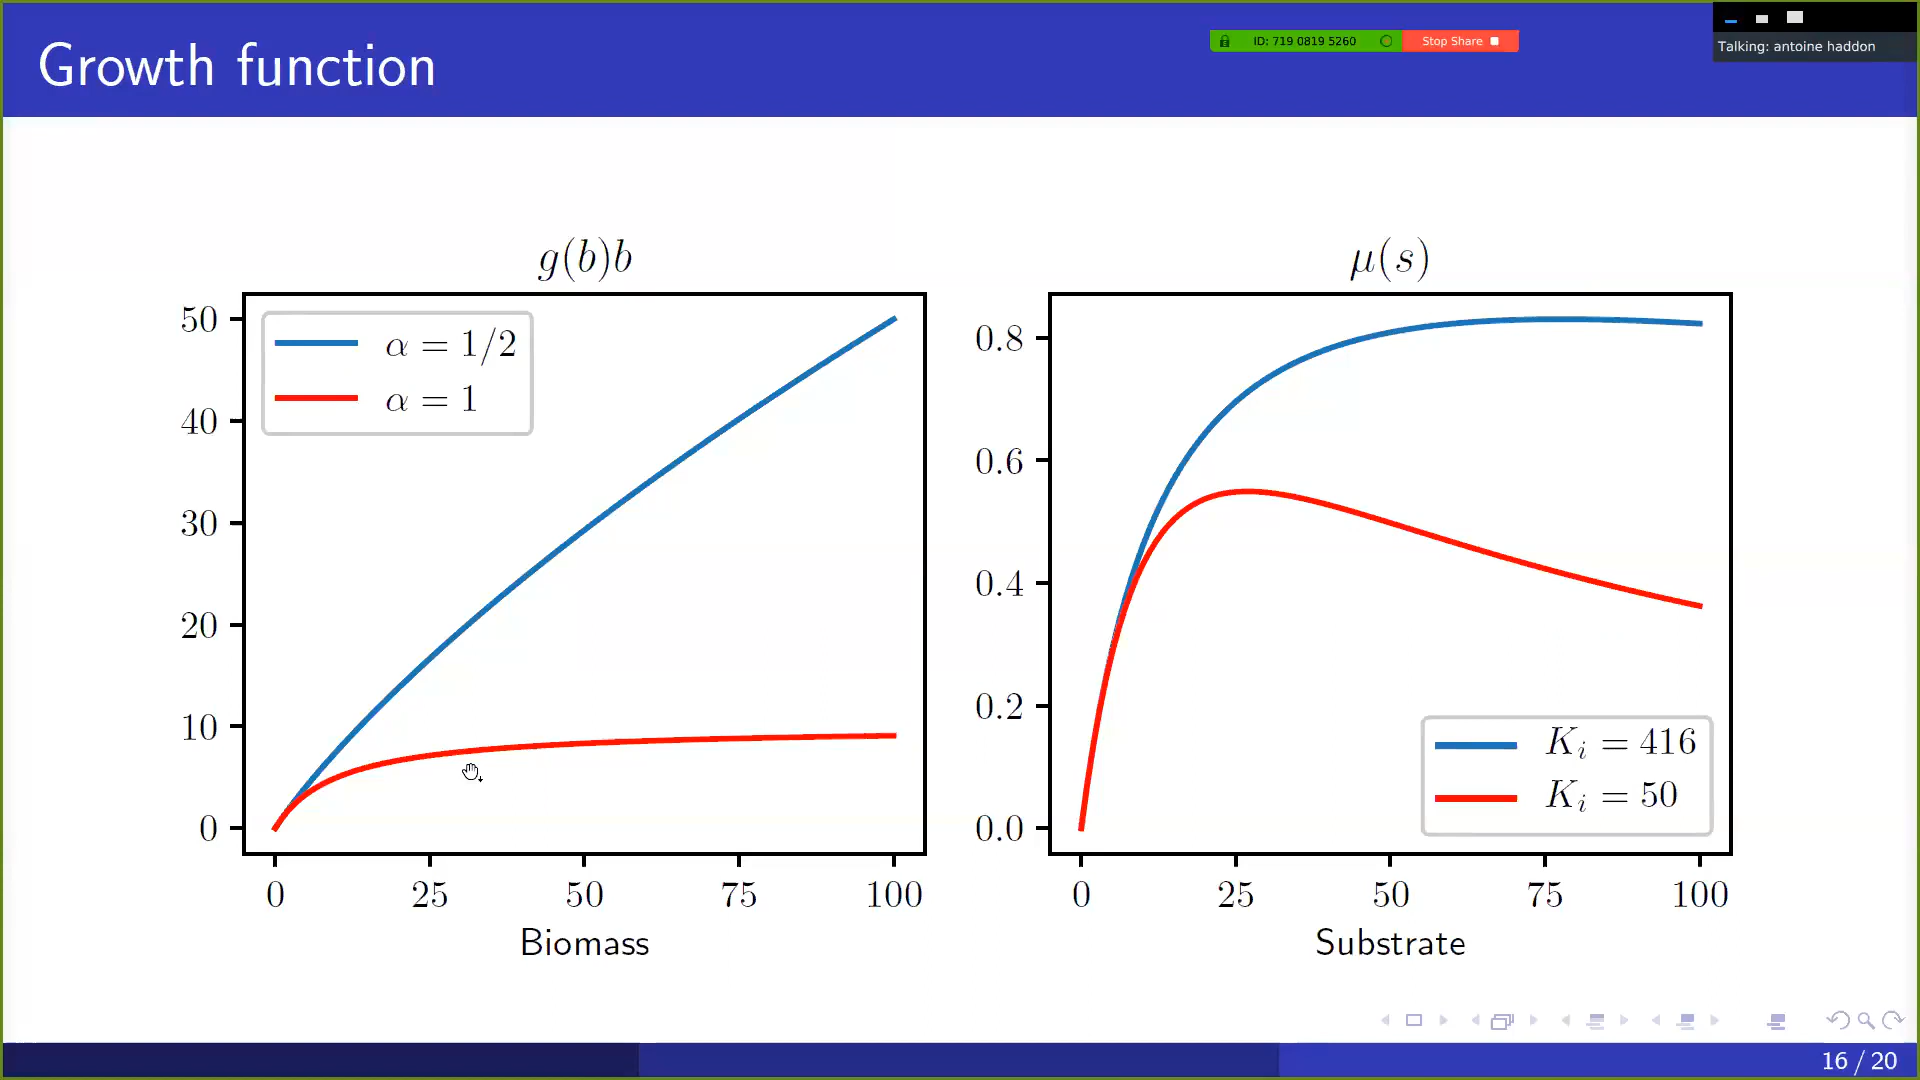 Growth function
ID: 719 0819 5260
Stop Share
Talking: antoine haddon
g(b)b
50
40
30
20
10
0
α = 1/2
α = 1
0 25 50 75 100
Biomass
μ(s)
0.8
0.6
0.4
0.2
0.0
K_i = 416
K_i = 50
0 25 50 75 100
Substrate
16 / 20